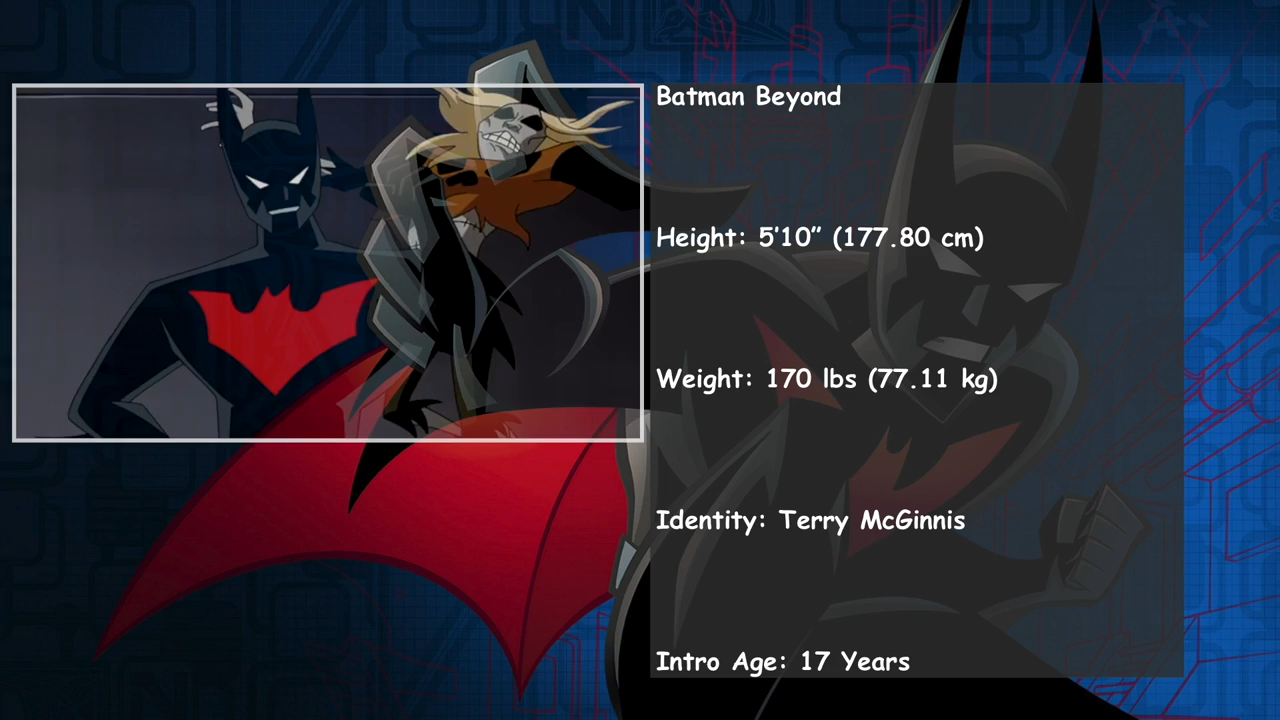 Batman Beyond
Height: 5'10" (177.80 cm)
Weight: 170 lbs (77.11 kg)
Identity: Terry McGinnis
Intro Age: 17 Years